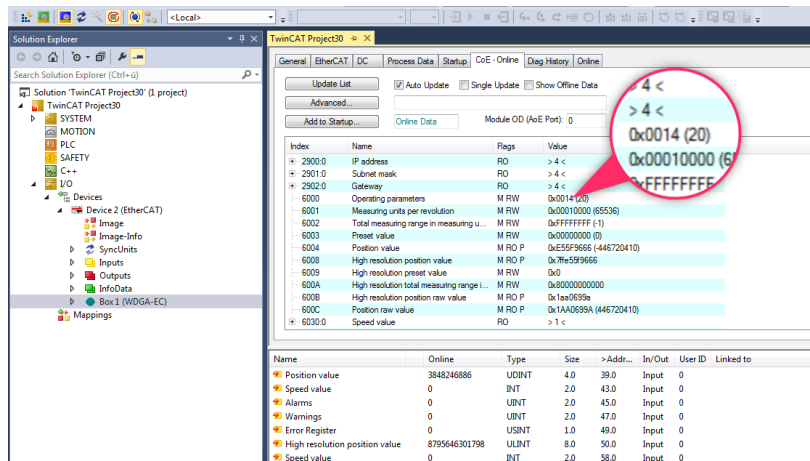 <Local>
Solution Explorer
Search Solution Explorer (Ctrl+ü)
Solution 'TwinCAT Project30' (1 project)
TwinCAT Project30
SYSTEM
MOTION
PLC
SAFETY
C++
I/O
Devices
Device 2 (EtherCAT)
Image
Image-Info
SyncUnits
Inputs
Outputs
InfoData
Box 1 (WDGA-EC)
Mappings
TwinCAT Project30
General EtherCAT DC Process Data Startup CoE - Online Diag History Online
Update List Auto Update Single Update Show Offline Data
Advanced...
Add to Startup... Online Data Module OD (AoE Port): 0
Index Name Flags Value
2900:0 IP address RO > 4 <
2901:0 Subnet mask RO > 4 <
2902:0 Gateway RO > 4 <
6000 Operating parameters M RW 0x0014 (20)
6001 Measuring units per revolution M RW 0x00010000 (65536)
6002 Total measuring range in measuring u... M RW 0xFFFFFFFF (-1)
6003 Preset value M RW 0x00000000 (0)
6004 Position value M RO P 0xE55F9666 (-446720410)
6008 High resolution position value M RO P 0x7ffe55f9666
6009 High resolution preset value M RW 0x0
600A High resolution total measuring range i... M RW 0x80000000000
600B High resolution position raw value M RO P 0x1aa0699a
600C Position raw value M RO P 0x1AA0699A (446720410)
6030:0 Speed value RO > 1 <
> 4 <
> 4 <
0x0014 (20)
0x00010000 (65
0xFFFFFFFF
Name Online Type Size >Addr... In/Out User ID Linked to
Position value 3848246886 UDINT 4.0 39.0 Input 0
Speed value 0 INT 2.0 43.0 Input 0
Alarms 0 UINT 2.0 45.0 Input 0
Warnings 0 UINT 2.0 47.0 Input 0
Error Register 0 USINT 1.0 49.0 Input 0
High resolution position value 8795646301798 ULINT 8.0 50.0 Input 0
Speed value 0 INT 2.0 58.0 Input 0